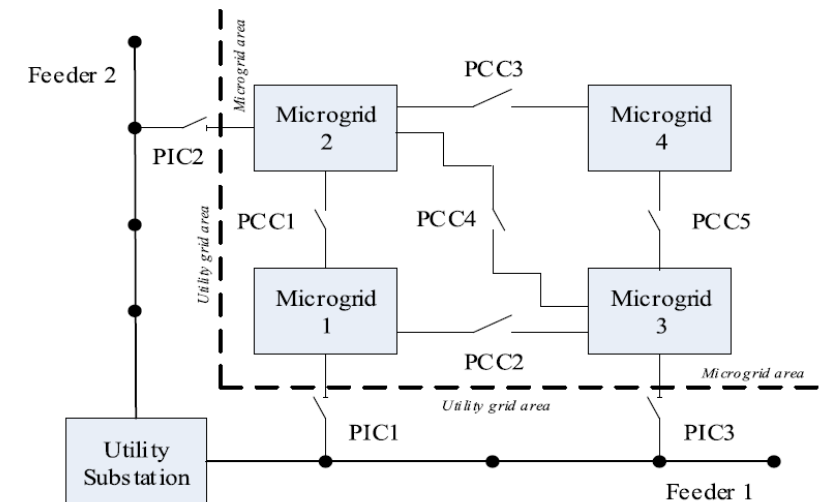 Feeder 2
Microgrid area
PCC3
Microgrid
2
Microgrid
4
PIC2
Utility grid area
PCC1
PCC4
PCC5
Microgrid
1
Microgrid
3
PCC2
Microgrid area
Utility grid area
PIC1
PIC3
Utility
Substation
Feeder 1